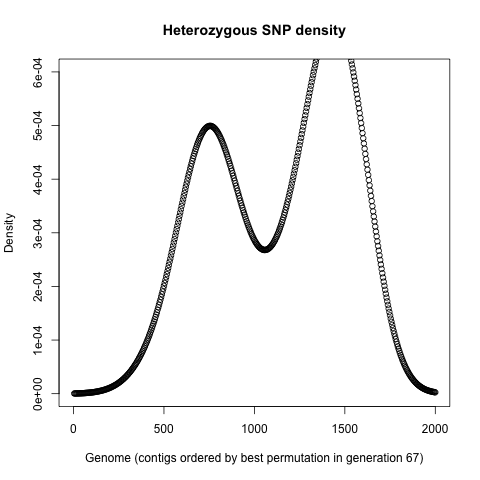 Heterozygous SNP density
Density
6e-04
5e-04
4e-04
3e-04
2e-04
1e-04
0e+00
0 500 1000 1500 2000
Genome (contigs ordered by best permutation in generation 67)